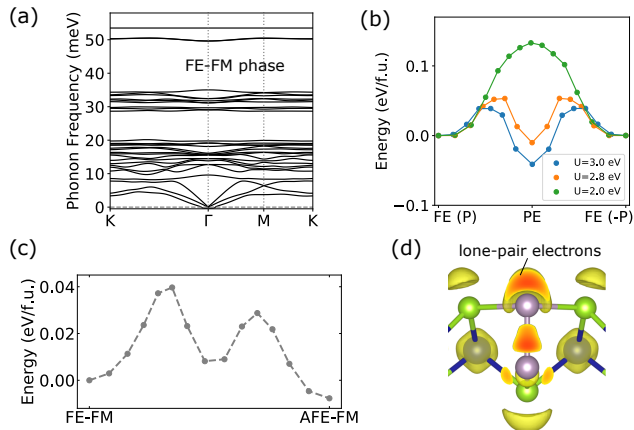 (a)
Phonon Frequency (meV)
50
40
30
20
10
0
FE-FM phase
K
Γ
M
K
(b)
Energy (eV/f.u.)
0.1
0.0
−0.1
U=3.0 eV
U=2.8 eV
U=2.0 eV
FE (P)
PE
FE (-P)
(c)
Energy (eV/f.u.)
0.04
0.02
0.00
FE-FM
AFE-FM
(d)
lone-pair electrons